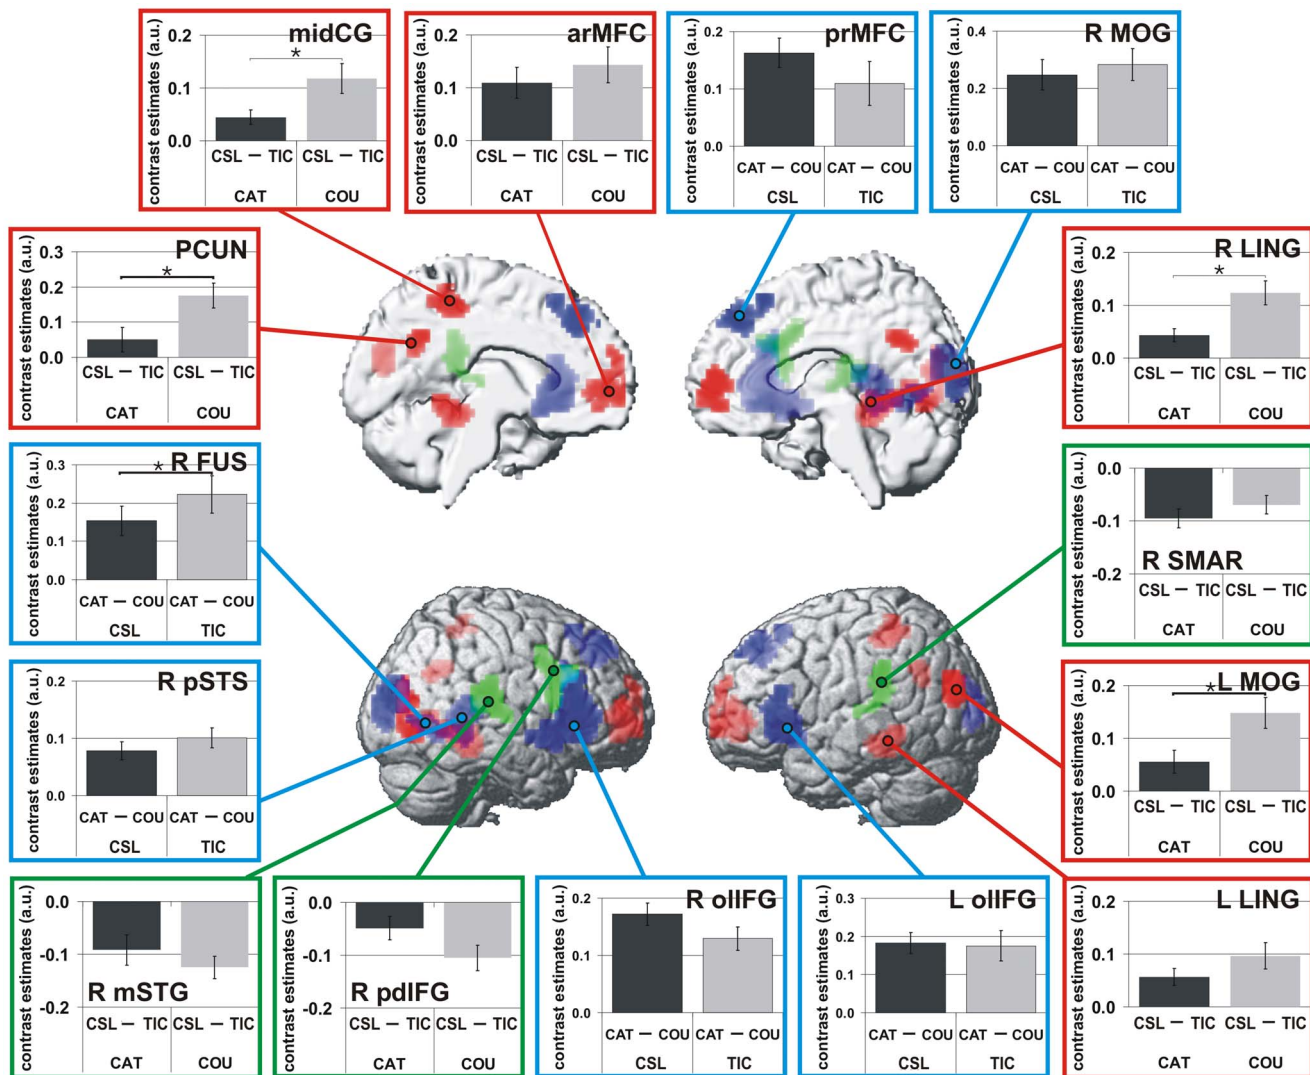 midCG
contrast estimates (a.u.)
0.2
*
0.1
0.0
CSL – TIC CSL – TIC
CAT COU
arMFC
contrast estimates (a.u.)
0.2
0.1
0.0
CSL – TIC CSL – TIC
CAT COU
prMFC
contrast estimates (a.u.)
0.2
0.1
0.0
CAT – COU CAT – COU
CSL TIC
R MOG
contrast estimates (a.u.)
0.4
0.2
0.0
CAT – COU CAT – COU
CSL TIC
PCUN
contrast estimates (a.u.)
0.3
*
0.2
0.1
0.0
CSL – TIC CSL – TIC
CAT COU
R LING
contrast estimates (a.u.)
0.2
*
0.1
0.0
CSL – TIC CSL – TIC
CAT COU
R FUS
contrast estimates (a.u.)
0.3
*
0.2
0.1
0.0
CAT – COU CAT – COU
CSL TIC
contrast estimates (a.u.)
0.0
-0.1
-0.2
R SMAR
CSL – TIC CSL – TIC
CAT COU
R pSTS
contrast estimates (a.u.)
0.2
0.1
0.0
CAT – COU CAT – COU
CSL TIC
L MOG
contrast estimates (a.u.)
0.2
*
0.1
0.0
CSL – TIC CSL – TIC
CAT COU
contrast estimates (a.u.)
-0.0
-0.1
-0.2
R mSTG
CSL – TIC CSL – TIC
CAT COU
contrast estimates (a.u.)
-0.0
-0.1
-0.2
R pdIFG
CSL – TIC CSL – TIC
CAT COU
R olIFG
contrast estimates (a.u.)
0.2
0.1
0.0
CAT – COU CAT – COU
CSL TIC
L olIFG
contrast estimates (a.u.)
0.3
0.2
0.1
0.0
CAT – COU CAT – COU
CSL TIC
L LING
contrast estimates (a.u.)
0.2
0.1
0.0
CSL – TIC CSL – TIC
CAT COU